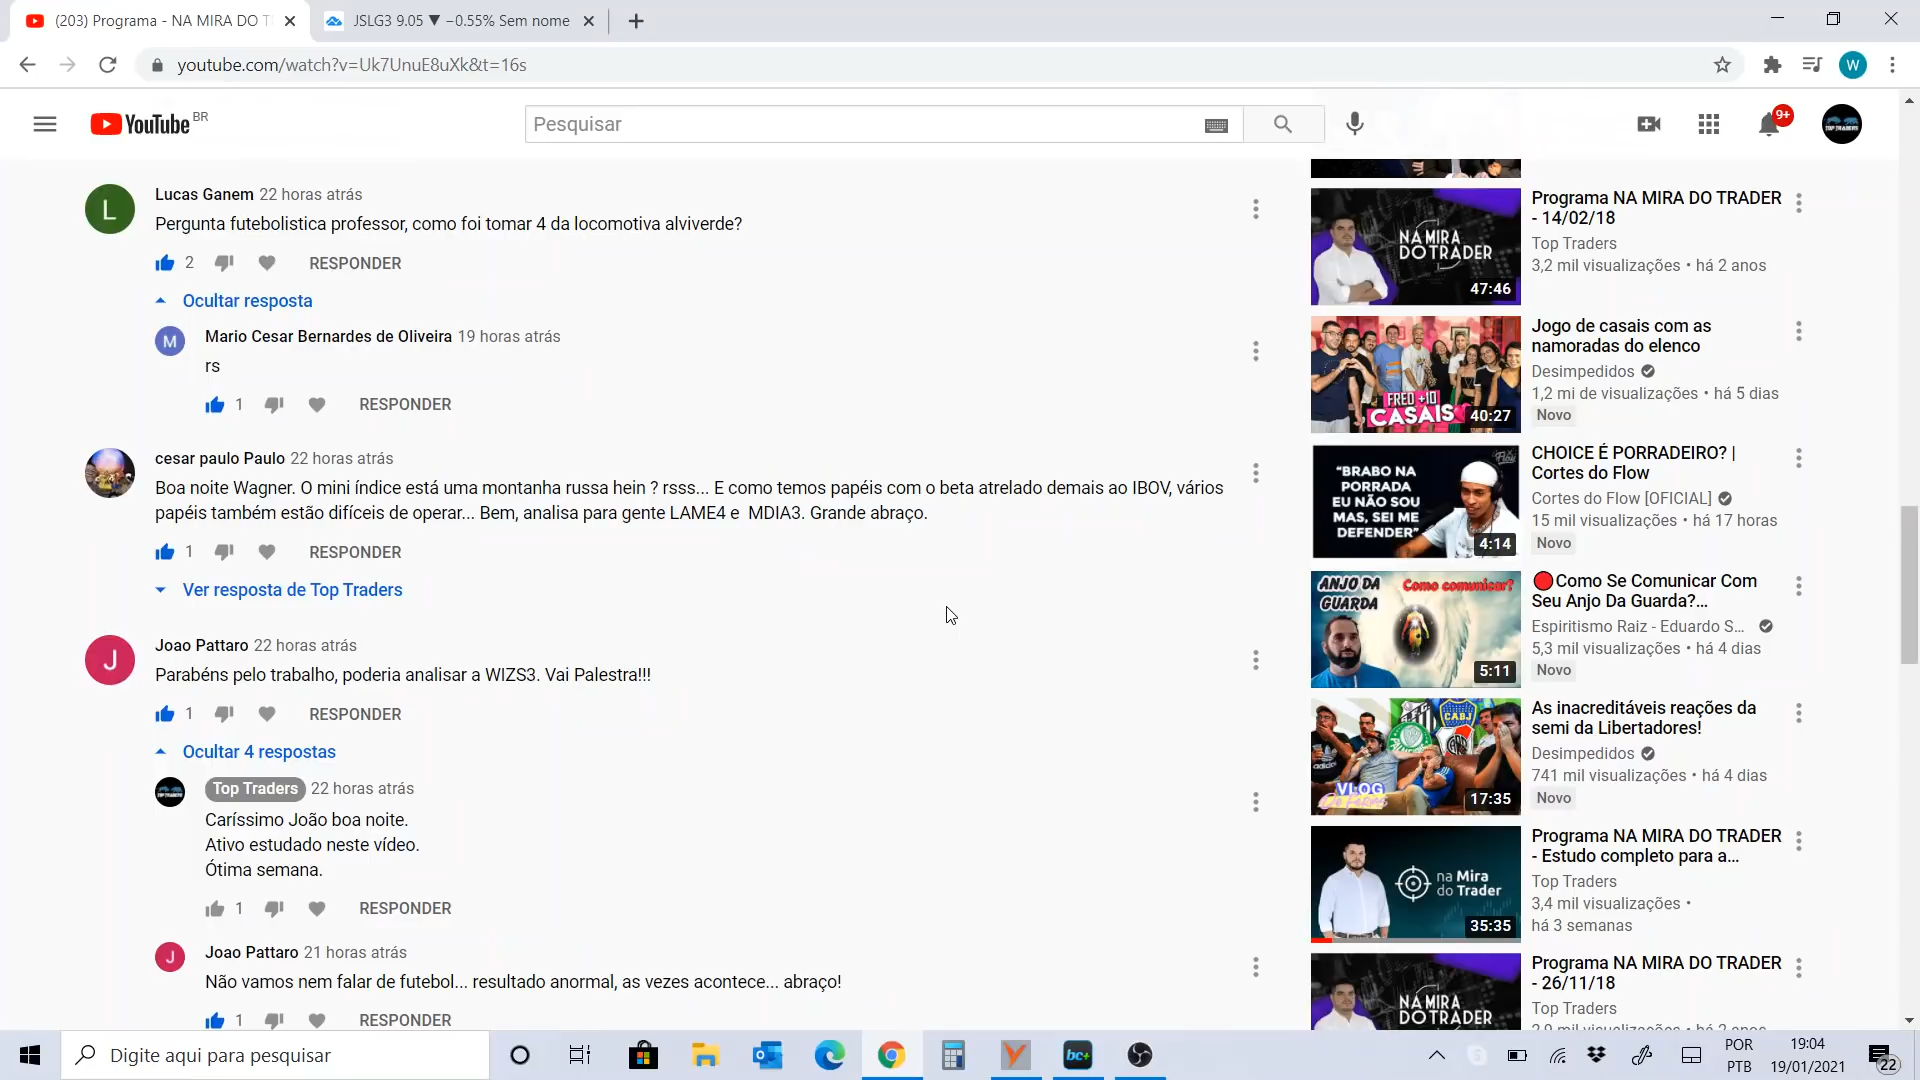 (203) Programa - NA MIRA DO T
JSLG3 9.05 ▼ −0.55% Sem nome
youtube.com/watch?v=Uk7UnuE8uXk&t=16s
W
YouTube BR
Pesquisar
9+
TOP TRADERS
L
Lucas Ganem 22 horas atrás
Pergunta futebolistica professor, como foi tomar 4 da locomotiva alviverde?
2 RESPONDER
Ocultar resposta
M
Mario Cesar Bernardes de Oliveira 19 horas atrás
rs
1 RESPONDER
cesar paulo Paulo 22 horas atrás
Boa noite Wagner. O mini índice está uma montanha russa hein ? rsss... E como temos papéis com o beta atrelado demais ao IBOV, vários
papéis também estão difíceis de operar... Bem, analisa para gente LAME4 e MDIA3. Grande abraço.
1 RESPONDER
Ver resposta de Top Traders
J
Joao Pattaro 22 horas atrás
Parabéns pelo trabalho, poderia analisar a WIZS3. Vai Palestra!!!
1 RESPONDER
Ocultar 4 respostas
Top Traders 22 horas atrás
Caríssimo João boa noite.
Ativo estudado neste vídeo.
Ótima semana.
1 RESPONDER
J
Joao Pattaro 21 horas atrás
Não vamos nem falar de futebol... resultado anormal, as vezes acontece... abraço!
1 RESPONDER
NA MIRA
DO TRADER
47:46
Programa NA MIRA DO TRADER
- 14/02/18
Top Traders
3,2 mil visualizações • há 2 anos
FRED +10
CASAIS
40:27
Jogo de casais com as
namoradas do elenco
Desimpedidos
1,2 mi de visualizações • há 5 dias
Novo
"BRABO NA
PORRADA
EU NÃO SOU
MAS, SEI ME
DEFENDER"
Flow
4:14
CHOICE É PORRADEIRO? |
Cortes do Flow
Cortes do Flow [OFICIAL]
15 mil visualizações • há 17 horas
Novo
ANJO DA
GUARDA
Como comunicar?
5:11
Como Se Comunicar Com
Seu Anjo Da Guarda?...
Espiritismo Raiz - Eduardo S...
5,3 mil visualizações • há 4 dias
Novo
CABJ
VLOG
17:35
As inacreditáveis reações da
semi da Libertadores!
Desimpedidos
741 mil visualizações • há 4 dias
Novo
na Mira
do Trader
35:35
Programa NA MIRA DO TRADER
- Estudo completo para a...
Top Traders
3,4 mil visualizações •
há 3 semanas
NA MIRA
DO TRADER
Programa NA MIRA DO TRADER
- 26/11/18
Top Traders
2,9 mil visualizações • há 2 anos
Digite aqui para pesquisar
bc+
POR
PTB
19:04
19/01/2021
22